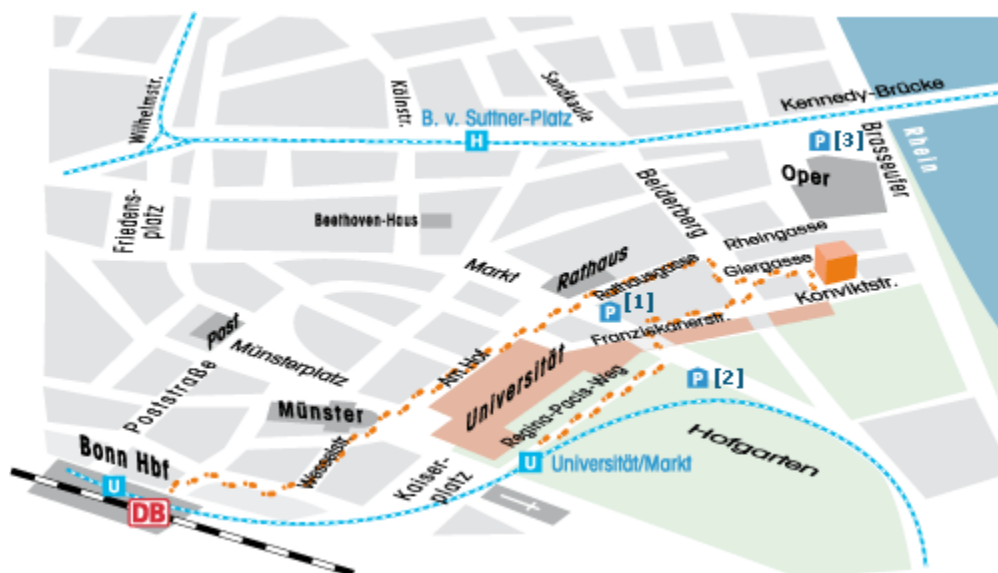 Wilhelmstr.
Kölnstr.
Sandkaule
Kennedy-Brücke
B. v. Suttner-Platz
H
P [3]
Brasseufer
Rhein
Oper
Friedens-
platz
Beethoven-Haus
Belderberg
Rheingasse
Giergasse
Markt
Rathaus
Rathausgasse
Konviktstr.
P [1]
Franziskanerstr.
Post
Münsterplatz
Am Hof
Universität
P [2]
Poststraße
Münster
Regina-Pacis-Weg
Hofgarten
Bonn Hbf
Wesselstr.
Kaiser-
platz
U Universität/Markt
U
DB